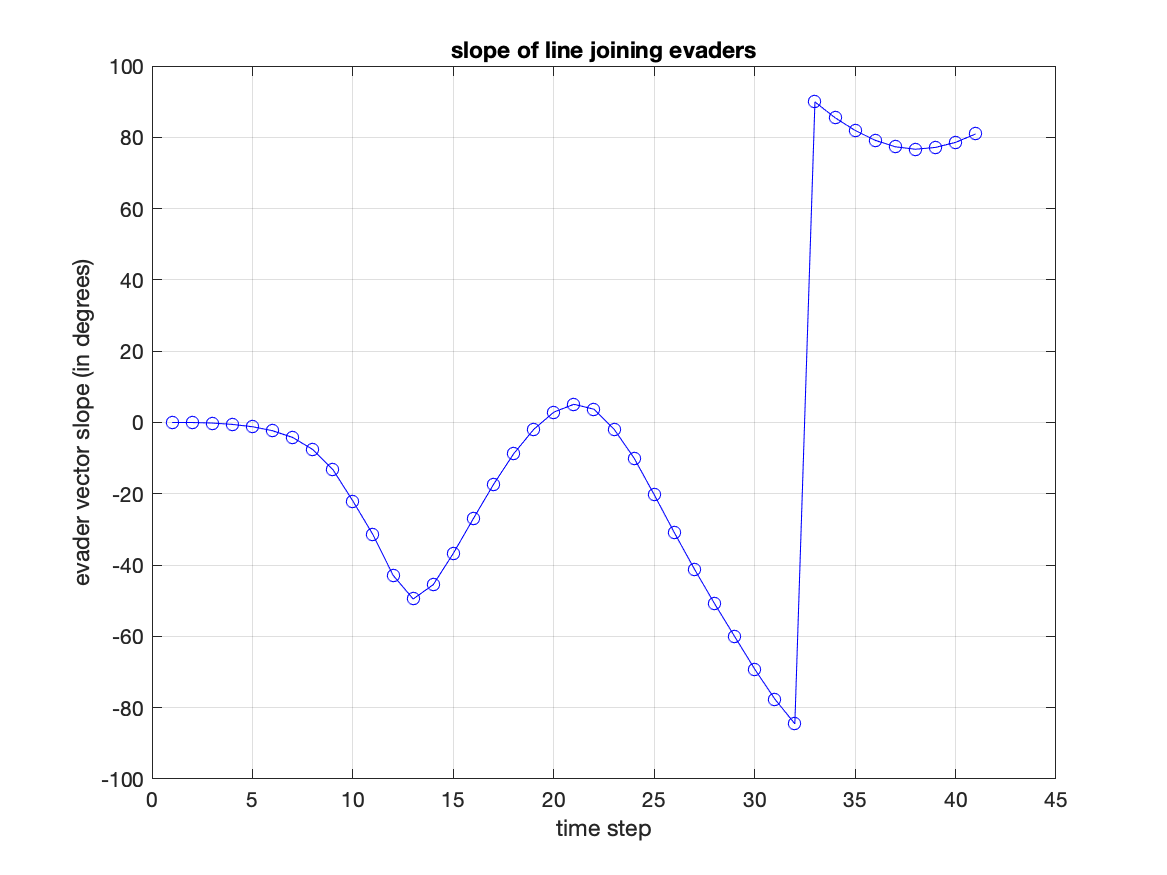 slope of line joining evaders
100
80
60
40
20
0
-20
-40
-60
-80
-100
evader vector slope (in degrees)
0 5 10 15 20 25 30 35 40 45
time step